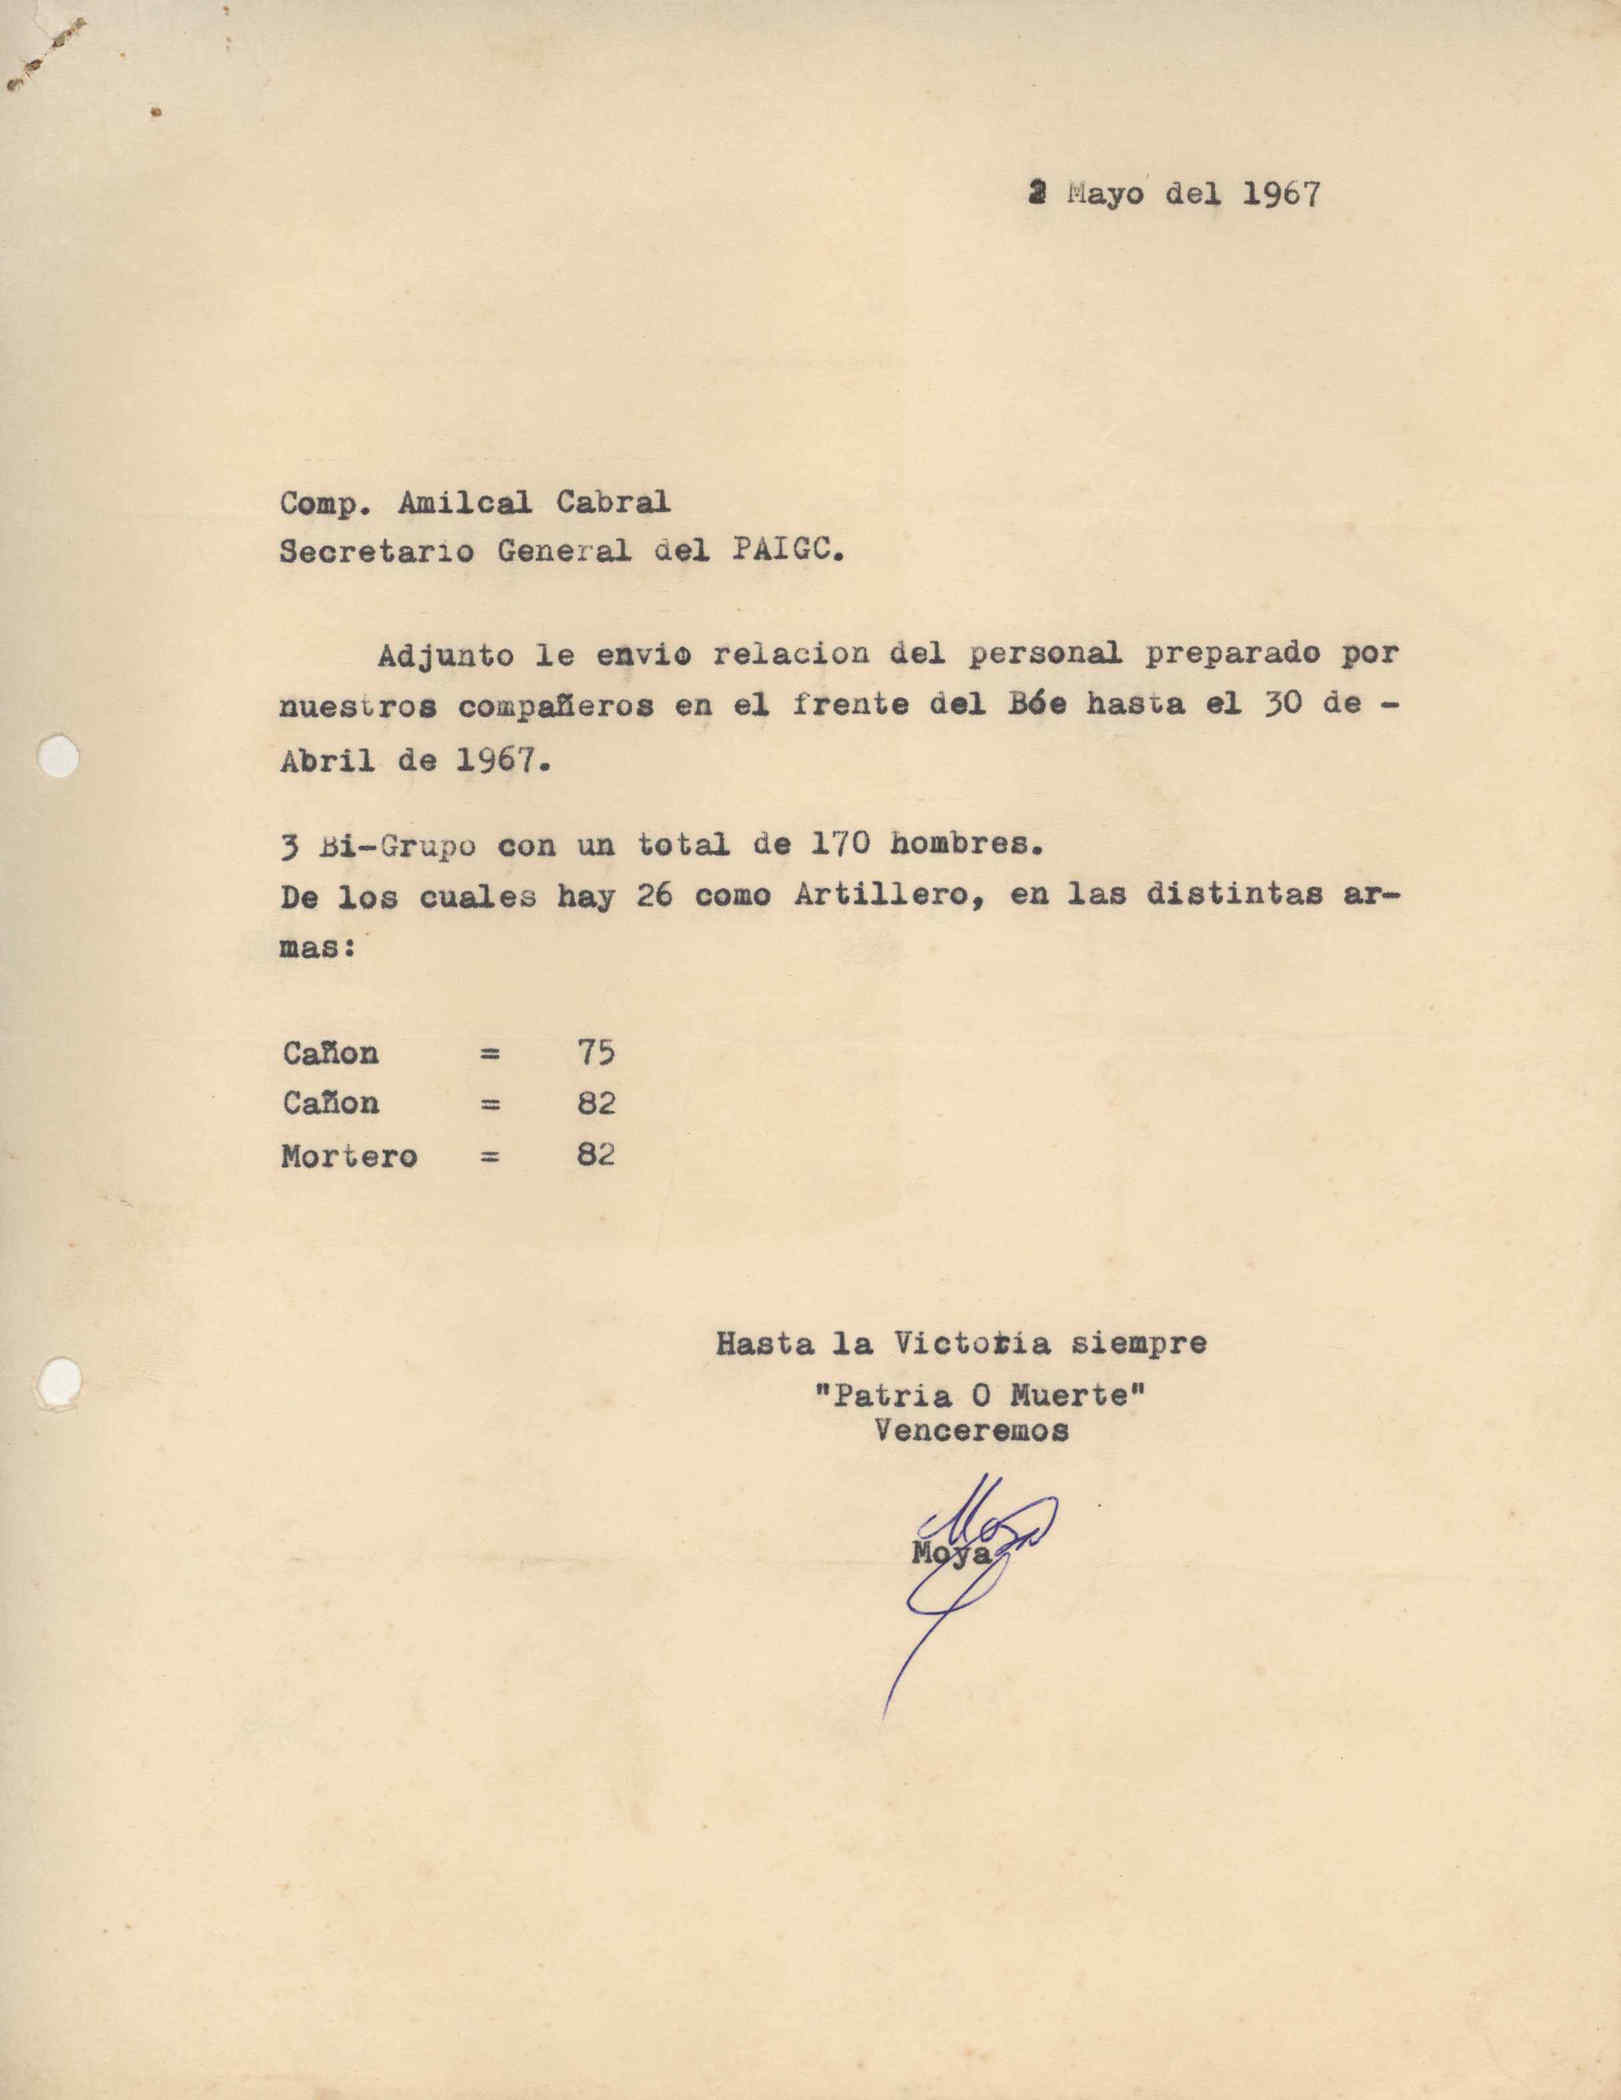 2 Mayo del 1967
Comp. Amilcal Cabral
Secretario General del PAIGC.
Adjunto le envio relacion del personal preparado por
nuestros compañeros en el frente del Bóe hasta el 30 de -
Abril de 1967.
3 Bi-Grupo con un total de 170 hombres.
De los cuales hay 26 como Artillero, en las distintas ar-
mas:
Cañon = 75
Cañon = 82
Mortero = 82
Hasta la Victoria siempre
"Patria O Muerte"
Venceremos
Moya
Moya